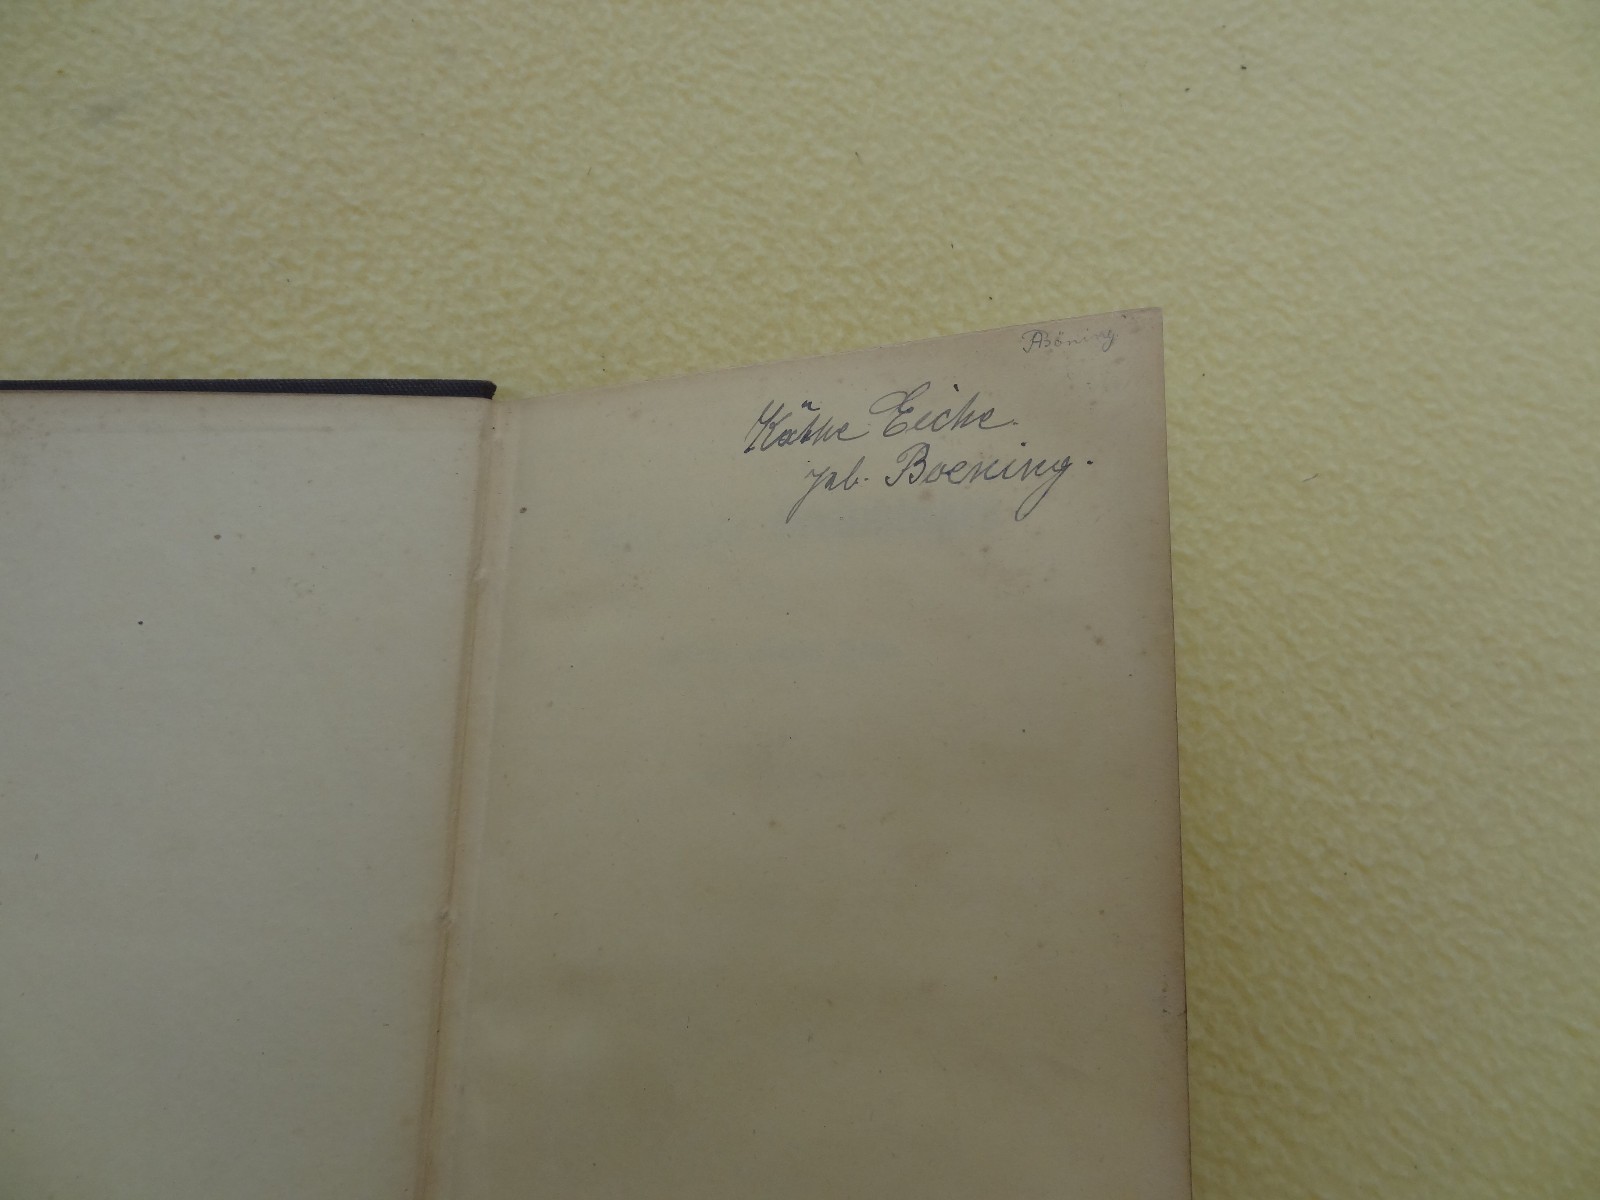 Böning
Käthe Eicke.
geb. Boening.